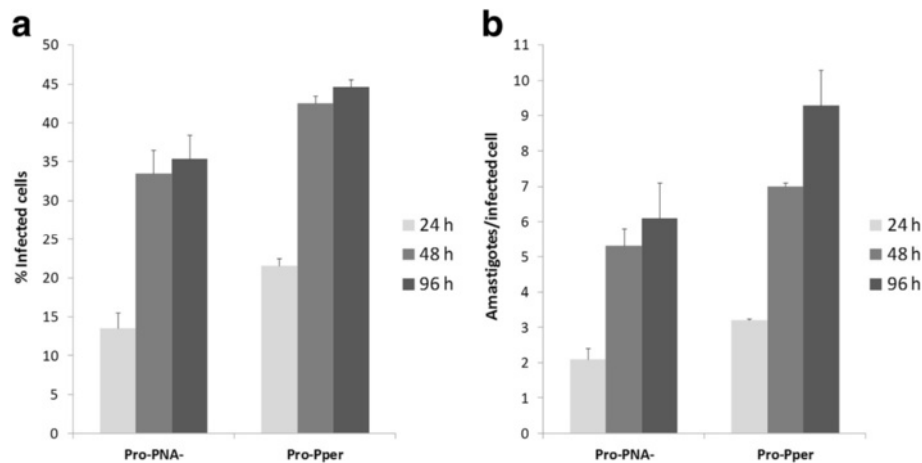 a
% Infected cells
50
45
40
35
30
25
20
15
10
5
0
Pro-PNA-
Pro-Pper
24 h
48 h
96 h
b
Amastigotes/infected cell
11
10
9
8
7
6
5
4
3
2
1
0
Pro-PNA-
Pro-Pper
24 h
48 h
96 h